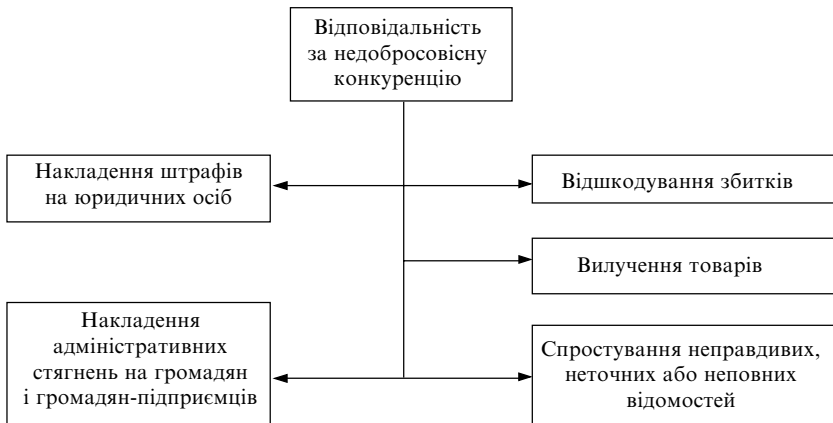 Відповідальність
за недобросовісну
конкуренцію
Накладення штрафів
на юридичних осіб
Відшкодування збитків
Вилучення товарів
Накладення
адміністративних
стягнень на громадян
і громадян-підприємців
Спростування неправдивих,
неточних або неповних
відомостей